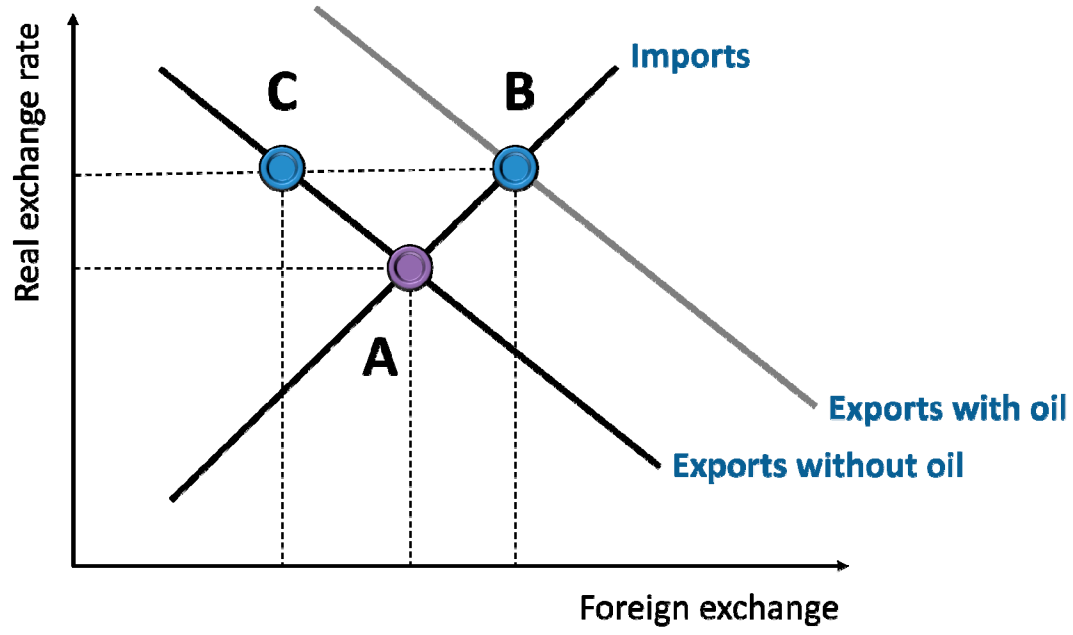 Real exchange rate
C
B
Imports
A
Exports with oil
Exports without oil
Foreign exchange